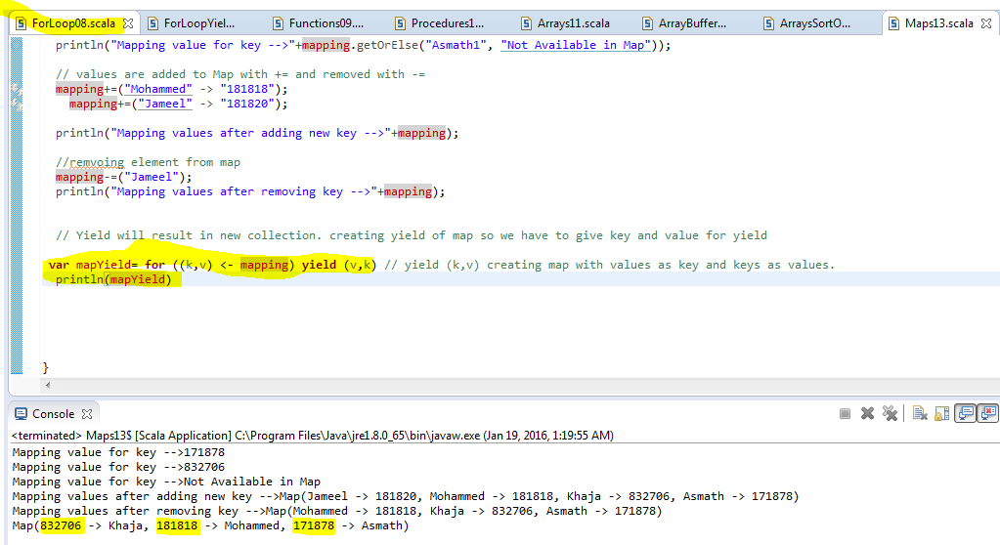 ForLoop08.scala ForLoopYiel... Functions09.... Procedures1... Arrays11.scala ArrayBuffer... ArraysSortO... Maps13.scala
println("Mapping value for key -->"+mapping.getOrElse("Asmath1", "Not Available in Map"));
// values are added to Map with += and removed with -=
mapping+=("Mohammed" -> "181818");
mapping+=("Jameel" -> "181820");
println("Mapping values after adding new key -->"+mapping);
//remvoing element from map
mapping-=("Jameel");
println("Mapping values after removing key -->"+mapping);
// Yield will result in new collection. creating yield of map so we have to give key and value for yield
var mapYield= for ((k,v) <- mapping) yield (v,k) // yield (k,v) creating map with values as key and keys as values.
println(mapYield)
}
Console
<terminated> Maps13$ [Scala Application] C:\Program Files\Java\jre1.8.0_65\bin\javaw.exe (Jan 19, 2016, 1:19:55 AM)
Mapping value for key -->171878
Mapping value for key -->832706
Mapping value for key -->Not Available in Map
Mapping values after adding new key -->Map(Jameel -> 181820, Mohammed -> 181818, Khaja -> 832706, Asmath -> 171878)
Mapping values after removing key -->Map(Mohammed -> 181818, Khaja -> 832706, Asmath -> 171878)
Map(832706 -> Khaja, 181818 -> Mohammed, 171878 -> Asmath)